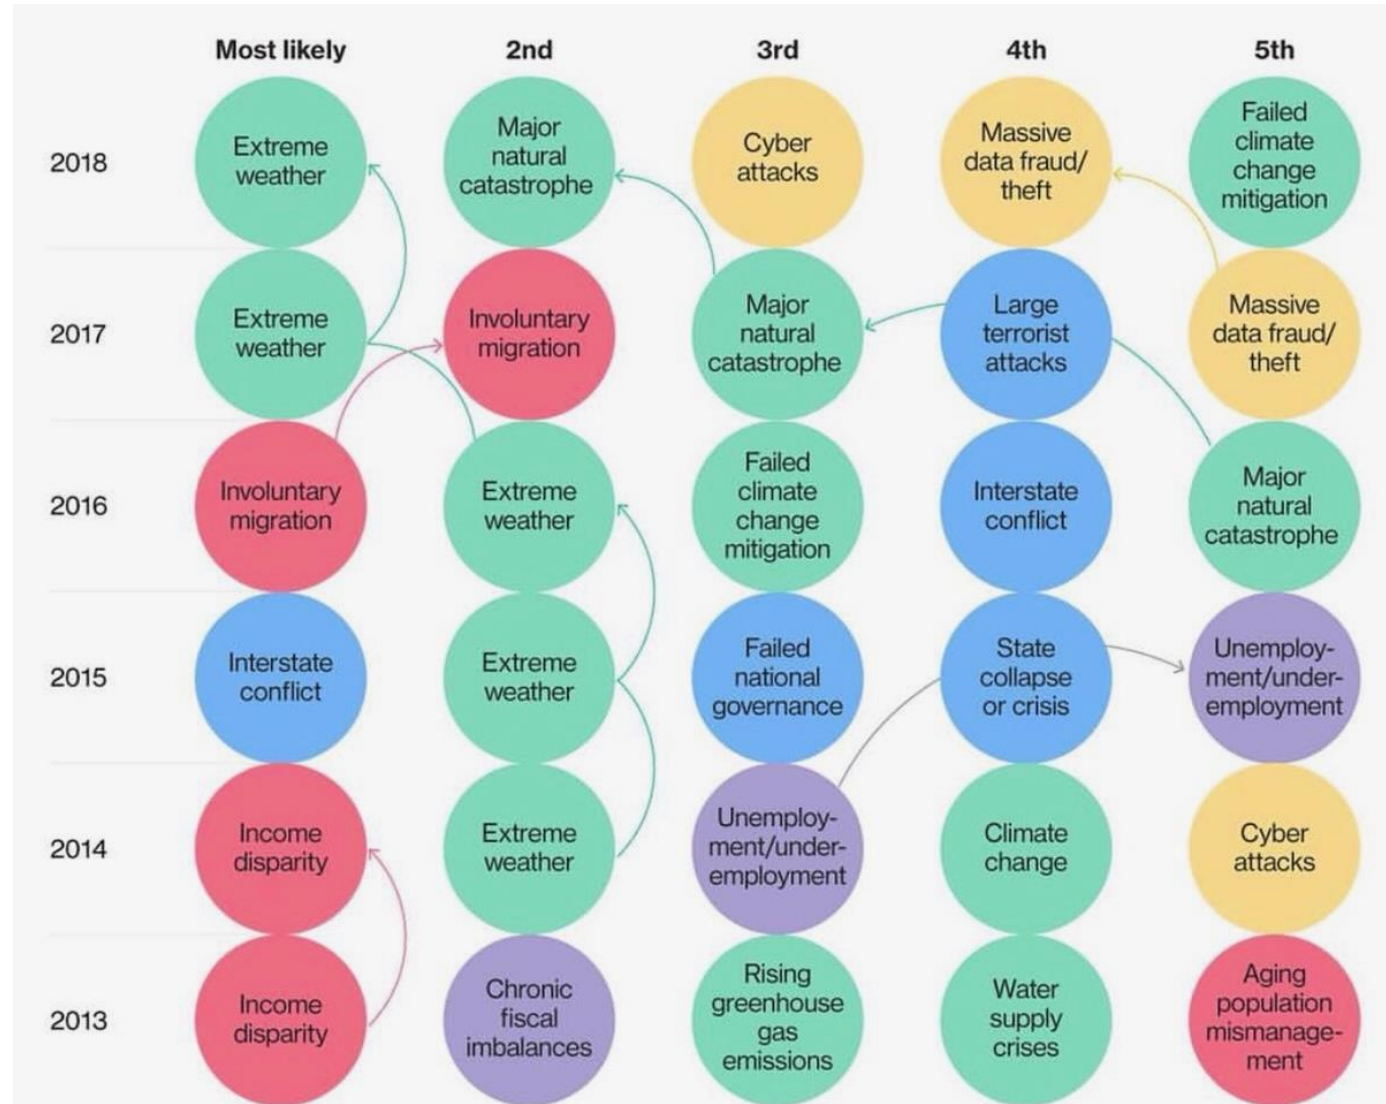 Most likely 2nd 3rd 4th 5th
2018
Extreme
weather
Major
natural
catastrophe
Cyber
attacks
Massive
data fraud/
theft
Failed
climate
change
mitigation
2017
Extreme
weather
Involuntary
migration
Major
natural
catastrophe
Large
terrorist
attacks
Massive
data fraud/
theft
2016
Involuntary
migration
Extreme
weather
Failed
climate
change
mitigation
Interstate
conflict
Major
natural
catastrophe
2015
Interstate
conflict
Extreme
weather
Failed
national
governance
State
collapse
or crisis
Unemploy-
ment/under-
employment
2014
Income
disparity
Extreme
weather
Unemploy-
ment/under-
employment
Climate
change
Cyber
attacks
2013
Income
disparity
Chronic
fiscal
imbalances
Rising
greenhouse
gas
emissions
Water
supply
crises
Aging
population
mismanage-
ment